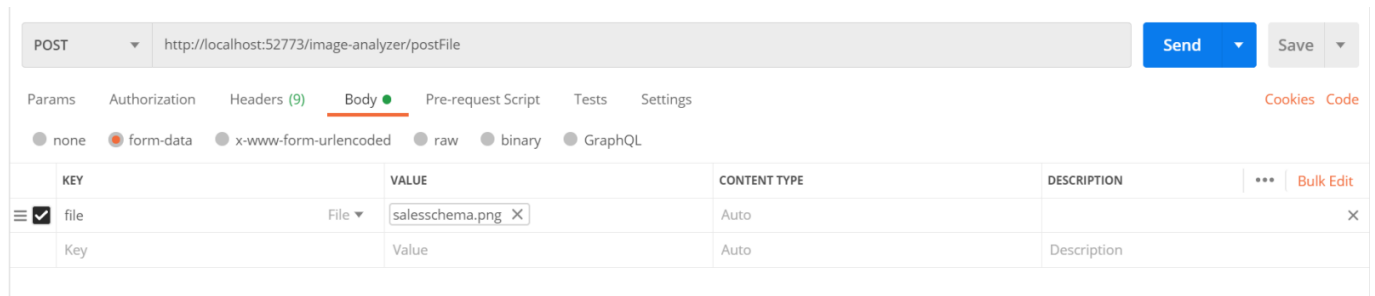 POST http://localhost:52773/image-analyzer/postFile Send Save
Params Authorization Headers (9) Body Pre-request Script Tests Settings Cookies Code
none form-data x-www-form-urlencoded raw binary GraphQL
KEY VALUE CONTENT TYPE DESCRIPTION ••• Bulk Edit
file File salesschema.png Auto
Key Value Auto Description